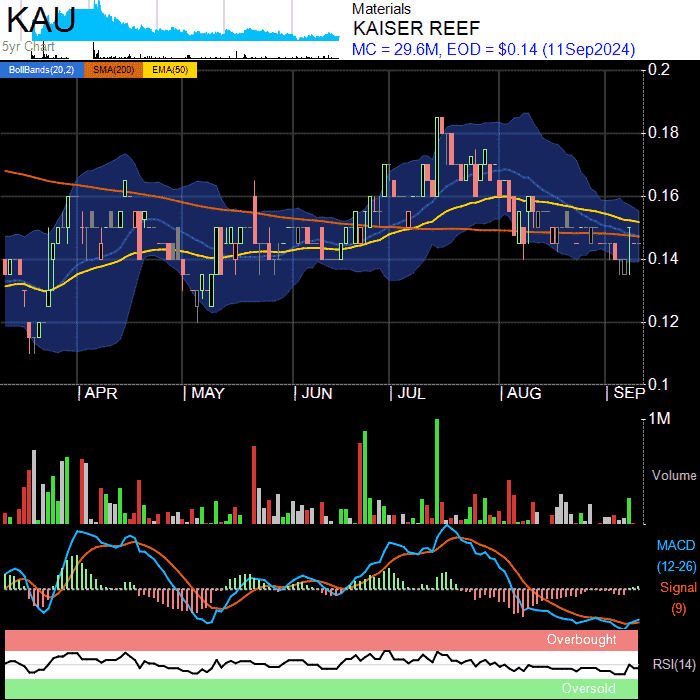 KAU
5yr Chart
Materials
KAISER REEF
MC = 29.6M, EOD = $0.14 (11Sep2024)
BollBands(20,2) SMA(200) EMA(50)
0.2
0.18
0.16
0.14
0.12
0.1
APR MAY JUN JUL AUG SEP
1M
Volume
MACD
(12-26)
Signal
(9)
Overbought
RSI(14)
Oversold